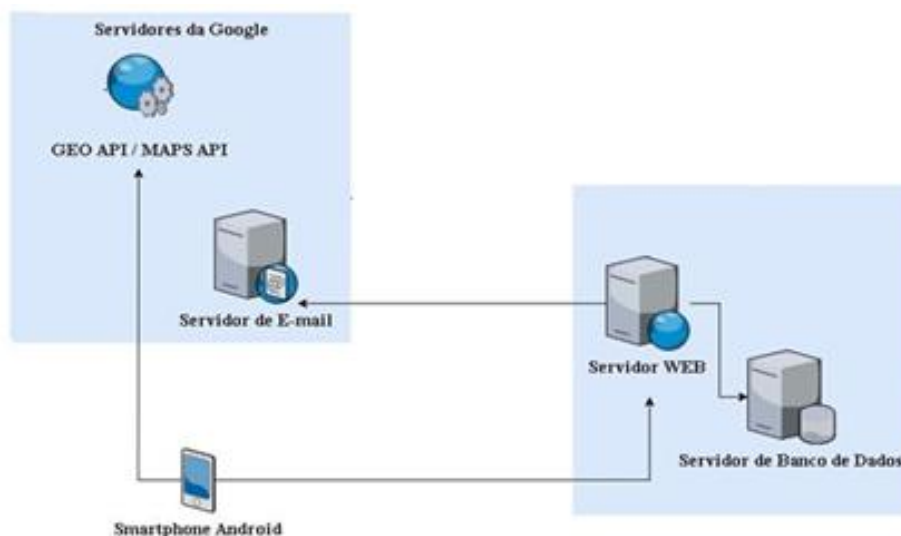 Servidores da Google
GEO API / MAPS API
Servidor de E-mail
Servidor WEB
Servidor de Banco de Dados
Smartphone Android